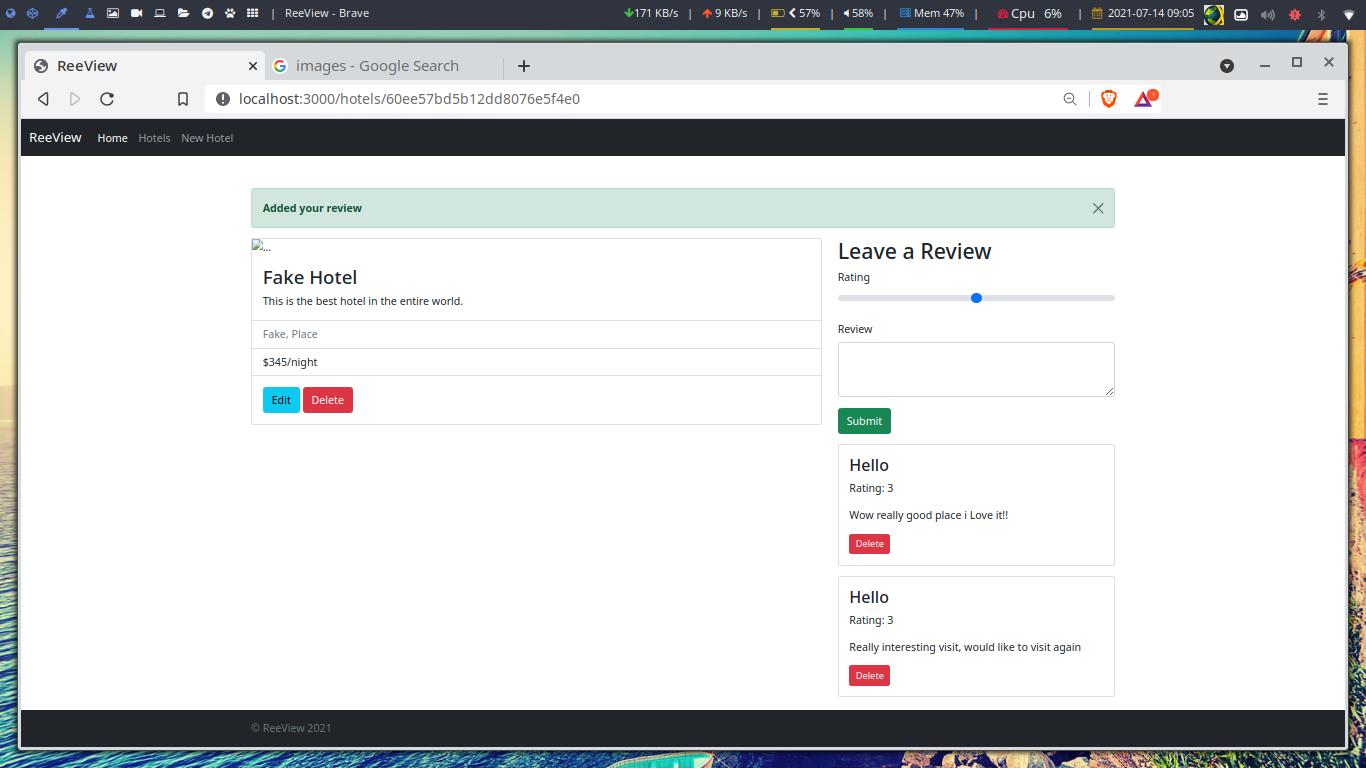 ReeView - Brave
171 KB/s | 9 KB/s | 57% | 58% | Mem 47% | Cpu 6% | 2021-07-14 09:05
ReeView
images - Google Search
localhost:3000/hotels/60ee57bd5b12dd8076e5f4e0
1
ReeView Home Hotels New Hotel
Added your review
...
Fake Hotel
This is the best hotel in the entire world.
Fake, Place
$345/night
Edit Delete
Leave a Review
Rating
Review
Submit
Hello
Rating: 3
Wow really good place i Love it!!
Delete
Hello
Rating: 3
Really interesting visit, would like to visit again
Delete
© ReeView 2021